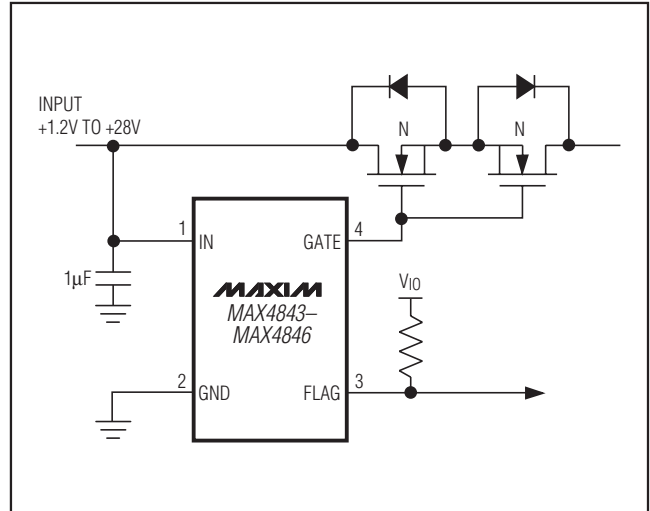 INPUT
+1.2V TO +28V
N
N
1
IN
GATE
4
1µF
MAXIM
MAX4843–
MAX4846
VIO
2
GND
FLAG
3